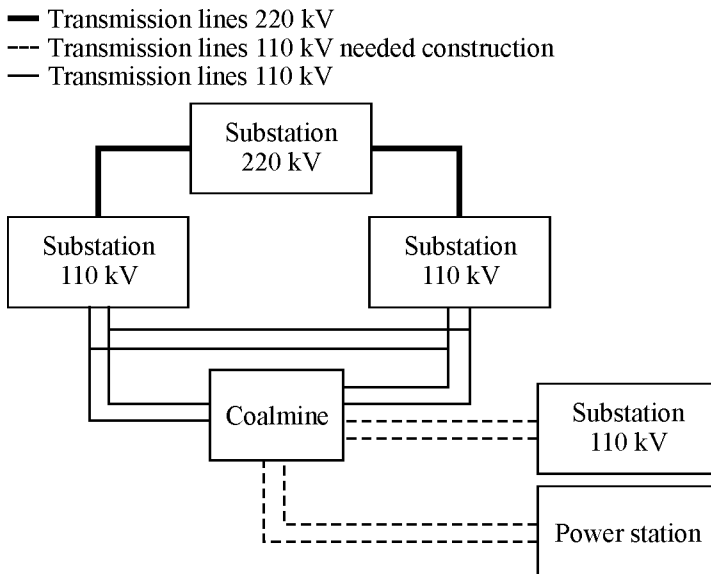 Transmission lines 220 kV
Transmission lines 110 kV needed construction
Transmission lines 110 kV
Substation
220 kV
Substation
110 kV
Substation
110 kV
Coalmine
Substation
110 kV
Power station